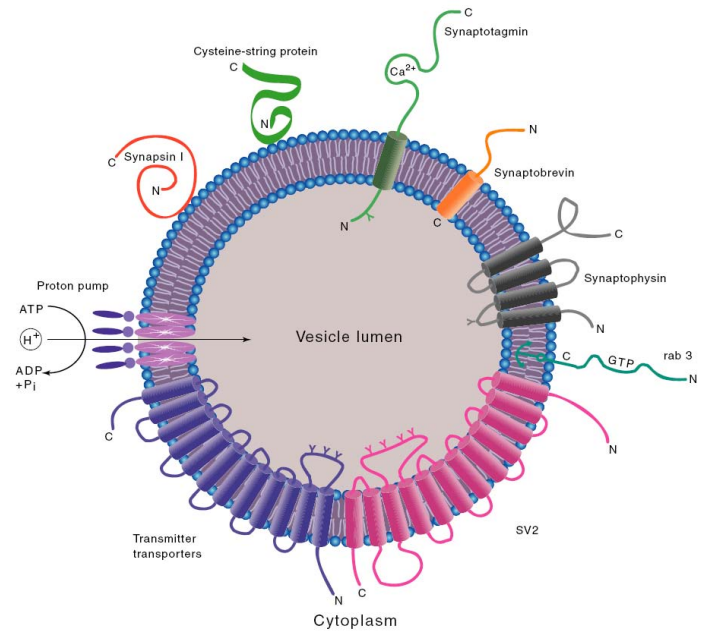 C
Synaptotagmin
Cysteine-string protein
C
Ca2+
N
N
Synaptobrevin
C
Synapsin I
N
C
N
C
Synaptophysin
Proton pump
ATP
H+
Vesicle lumen
N
C
GTP
rab 3
N
ADP
+Pi
C
N
SV2
Transmitter
transporters
C
N
Cytoplasm